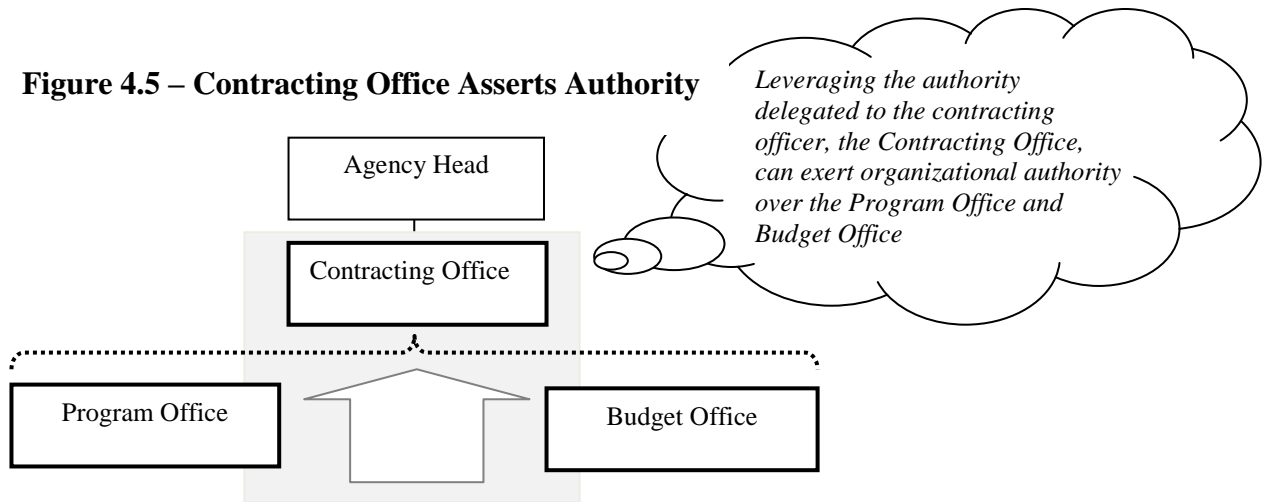 Figure 4.5 – Contracting Office Asserts Authority
Leveraging the authority
delegated to the contracting
officer, the Contracting Office,
can exert organizational authority
over the Program Office and
Budget Office
Agency Head
Contracting Office
Program Office
Budget Office